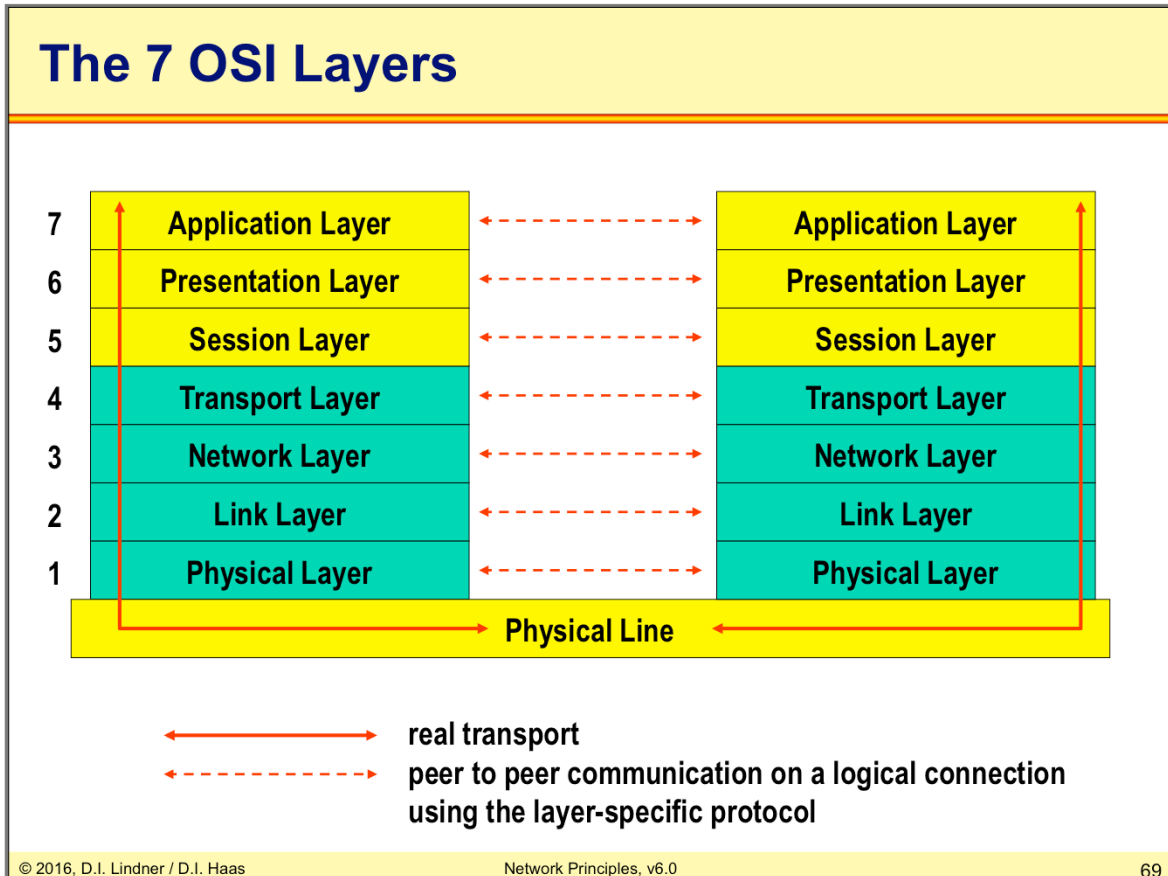 The 7 OSI Layers
7 Application Layer Application Layer
6 Presentation Layer Presentation Layer
5 Session Layer Session Layer
4 Transport Layer Transport Layer
3 Network Layer Network Layer
2 Link Layer Link Layer
1 Physical Layer Physical Layer
Physical Line
real transport
peer to peer communication on a logical connection
using the layer-specific protocol
© 2016, D.I. Lindner / D.I. Haas Network Principles, v6.0 69